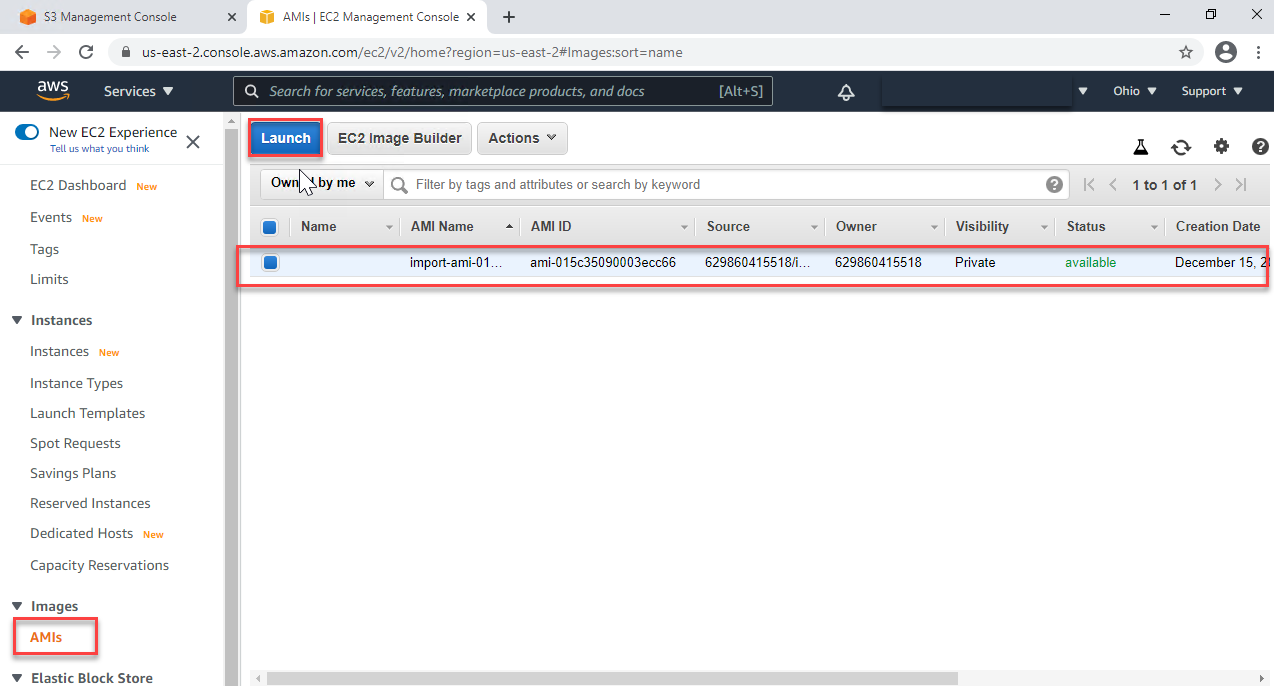 S3 Management Console
AMIs | EC2 Management Console
us-east-2.console.aws.amazon.com/ec2/v2/home?region=us-east-2#Images:sort=name
aws
Services
Search for services, features, marketplace products, and docs
[Alt+S]
Ohio
Support
New EC2 Experience
Tell us what you think
EC2 Dashboard New
Events New
Tags
Limits
Instances
Instances New
Instance Types
Launch Templates
Spot Requests
Savings Plans
Reserved Instances
Dedicated Hosts New
Capacity Reservations
Images
AMIs
Elastic Block Store
Launch
EC2 Image Builder
Actions
Owned by me
Filter by tags and attributes or search by keyword
1 to 1 of 1
Name AMI Name AMI ID Source Owner Visibility Status Creation Date
import-ami-01... ami-015c35090003ecc66 629860415518/i... 629860415518 Private available December 15, 2